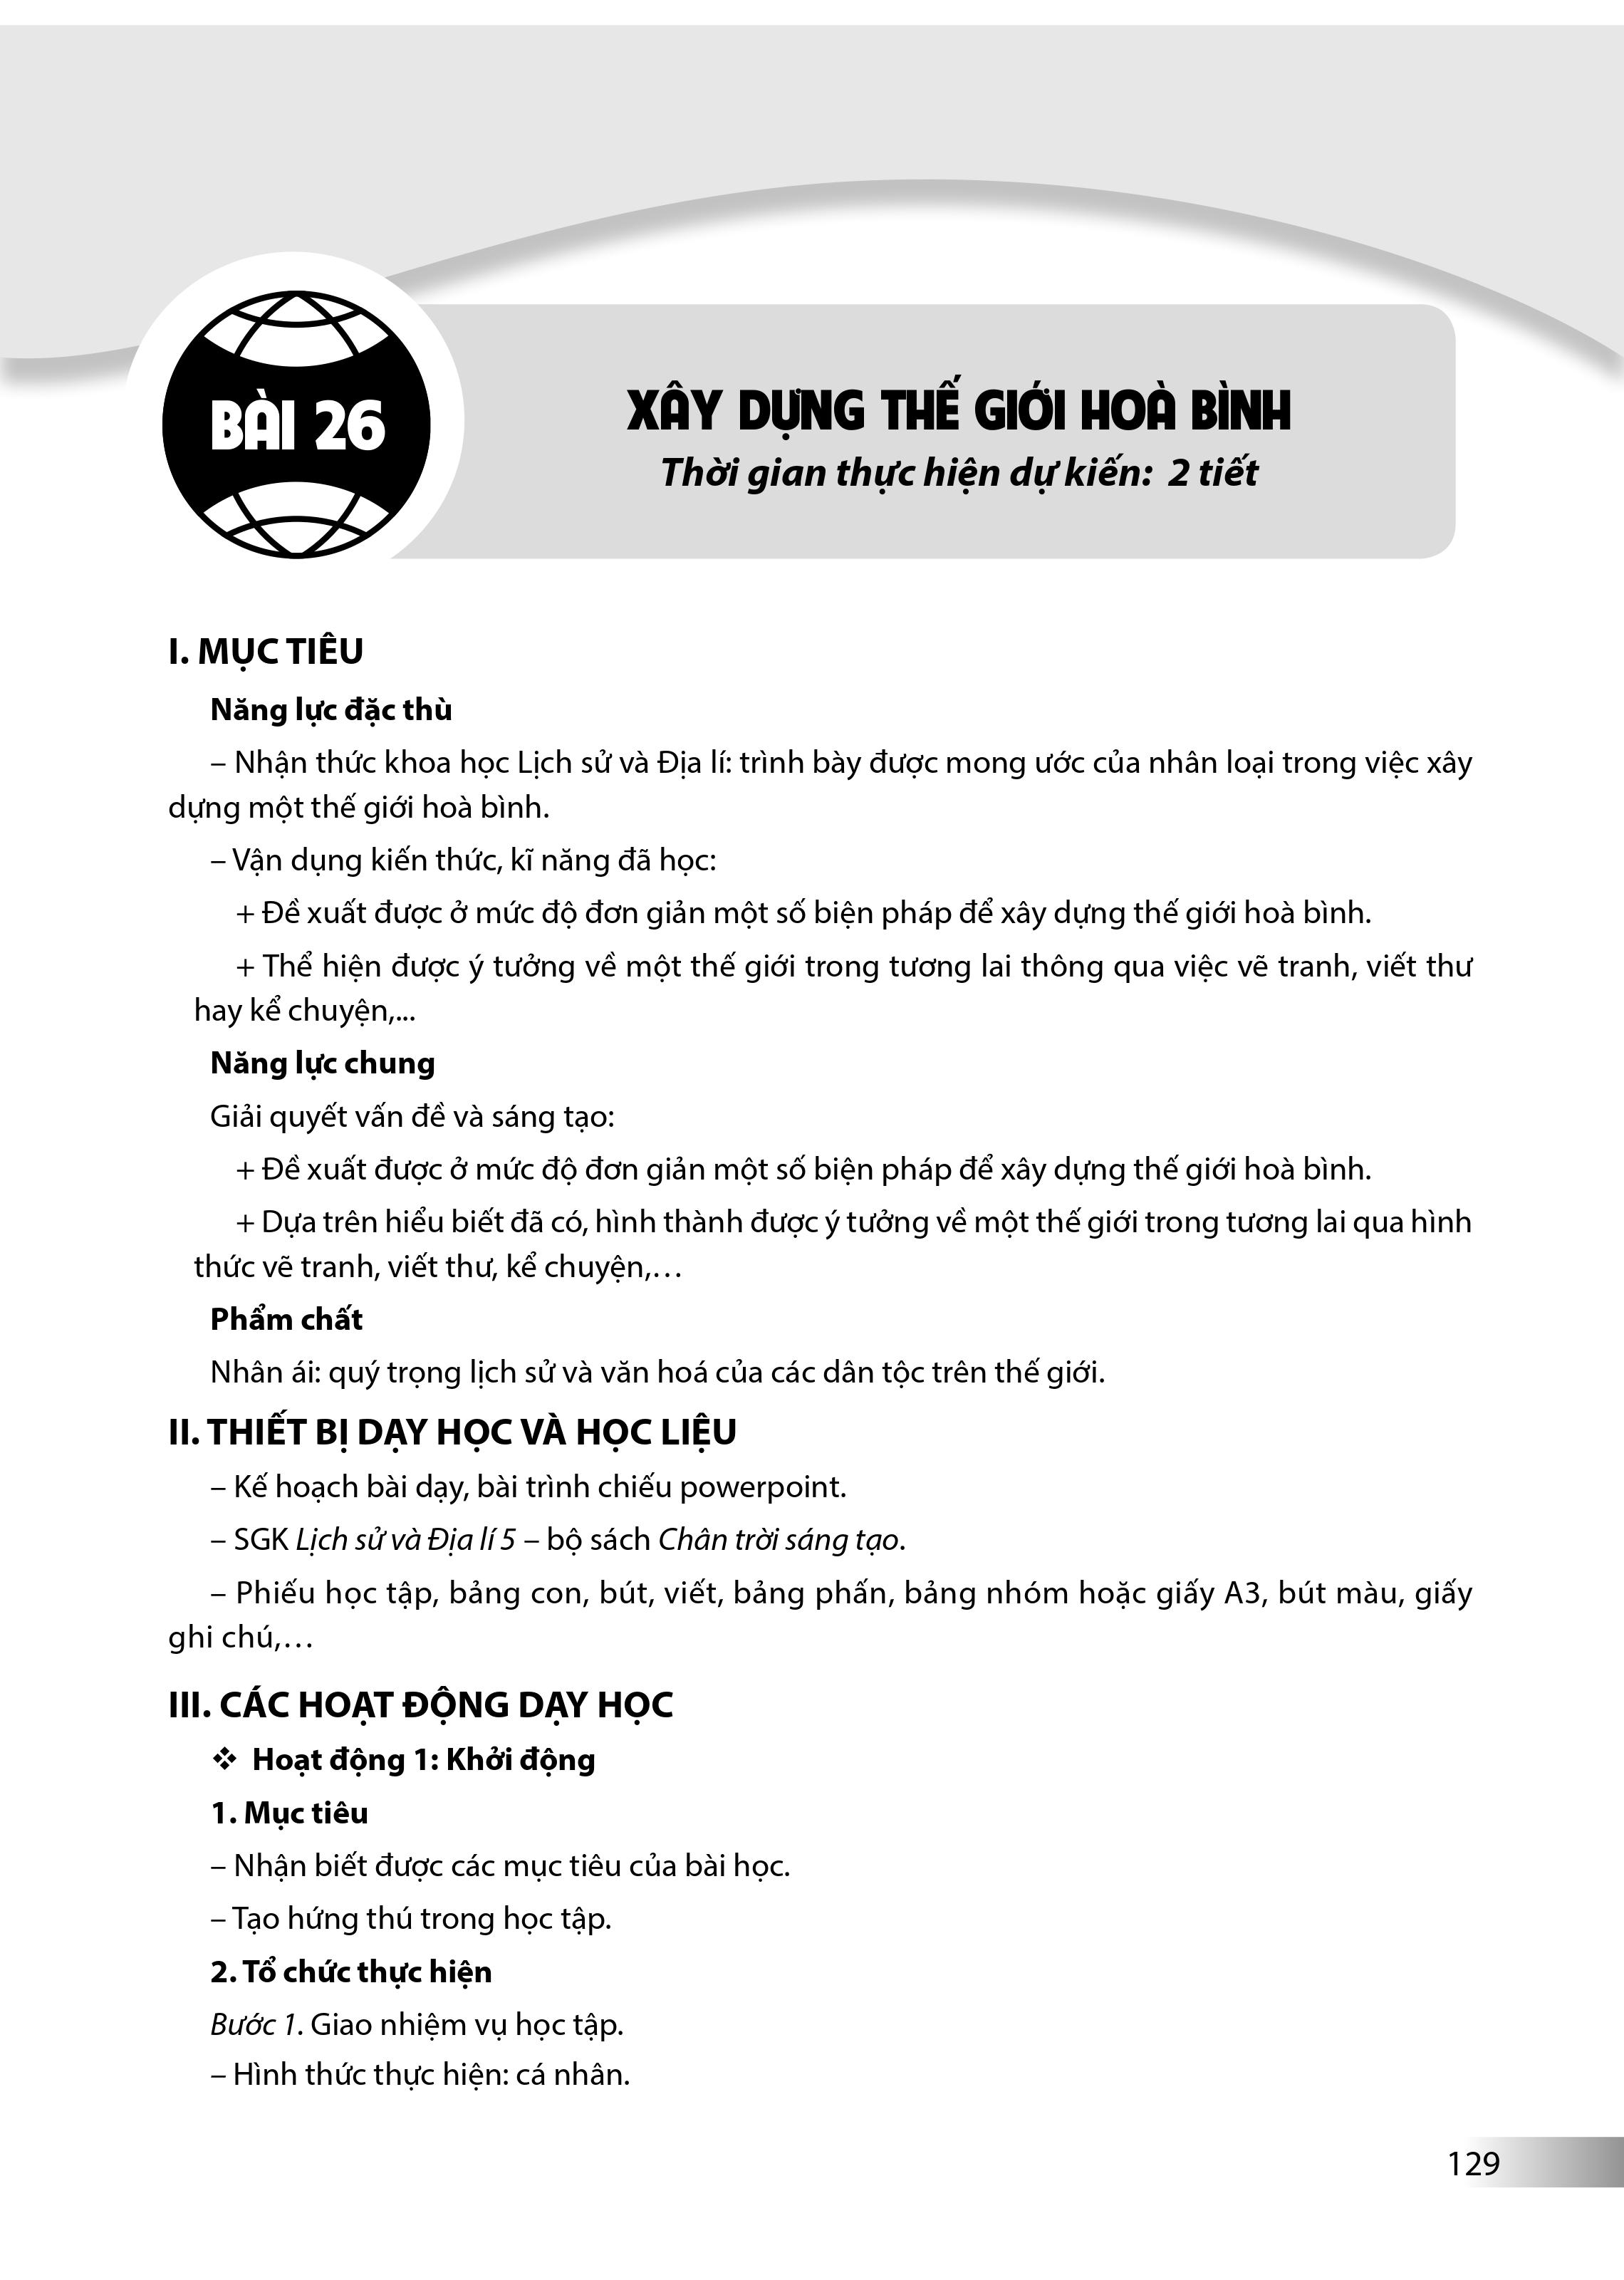 BÀI 26
XÂY DỰNG THẾ GIỚI HOÀ BÌNH
Thời gian thực hiện dự kiến: 2 tiết
I. MỤC TIÊU
Năng lực đặc thù
– Nhận thức khoa học Lịch sử và Địa lí: trình bày được mong ước của nhân loại trong việc xây
dựng một thế giới hoà bình.
– Vận dụng kiến thức, kĩ năng đã học:
+ Đề xuất được ở mức độ đơn giản một số biện pháp để xây dựng thế giới hoà bình.
+ Thể hiện được ý tưởng về một thế giới trong tương lai thông qua việc vẽ tranh, viết thư
hay kể chuyện,...
Năng lực chung
Giải quyết vấn đề và sáng tạo:
+ Đề xuất được ở mức độ đơn giản một số biện pháp để xây dựng thế giới hoà bình.
+ Dựa trên hiểu biết đã có, hình thành được ý tưởng về một thế giới trong tương lai qua hình
thức vẽ tranh, viết thư, kể chuyện,…
Phẩm chất
Nhân ái: quý trọng lịch sử và văn hoá của các dân tộc trên thế giới.
II. THIẾT BỊ DẠY HỌC VÀ HỌC LIỆU
– Kế hoạch bài dạy, bài trình chiếu powerpoint.
– SGK Lịch sử và Địa lí 5 – bộ sách Chân trời sáng tạo.
– Phiếu học tập, bảng con, bút, viết, bảng phấn, bảng nhóm hoặc giấy A3, bút màu, giấy
ghi chú,…
III. CÁC HOẠT ĐỘNG DẠY HỌC
❖ Hoạt động 1: Khởi động
1. Mục tiêu
– Nhận biết được các mục tiêu của bài học.
– Tạo hứng thú trong học tập.
2. Tổ chức thực hiện
Bước 1. Giao nhiệm vụ học tập.
– Hình thức thực hiện: cá nhân.
129